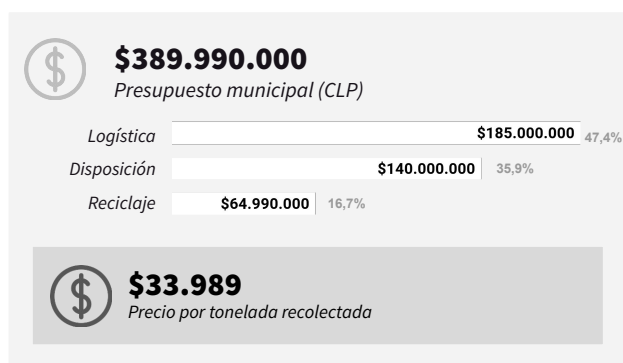 $389.990.000
Presupuesto municipal (CLP)
Logística $185.000.000 47,4%
Disposición $140.000.000 35,9%
Reciclaje $64.990.000 16,7%
$33.989
Precio por tonelada recolectada